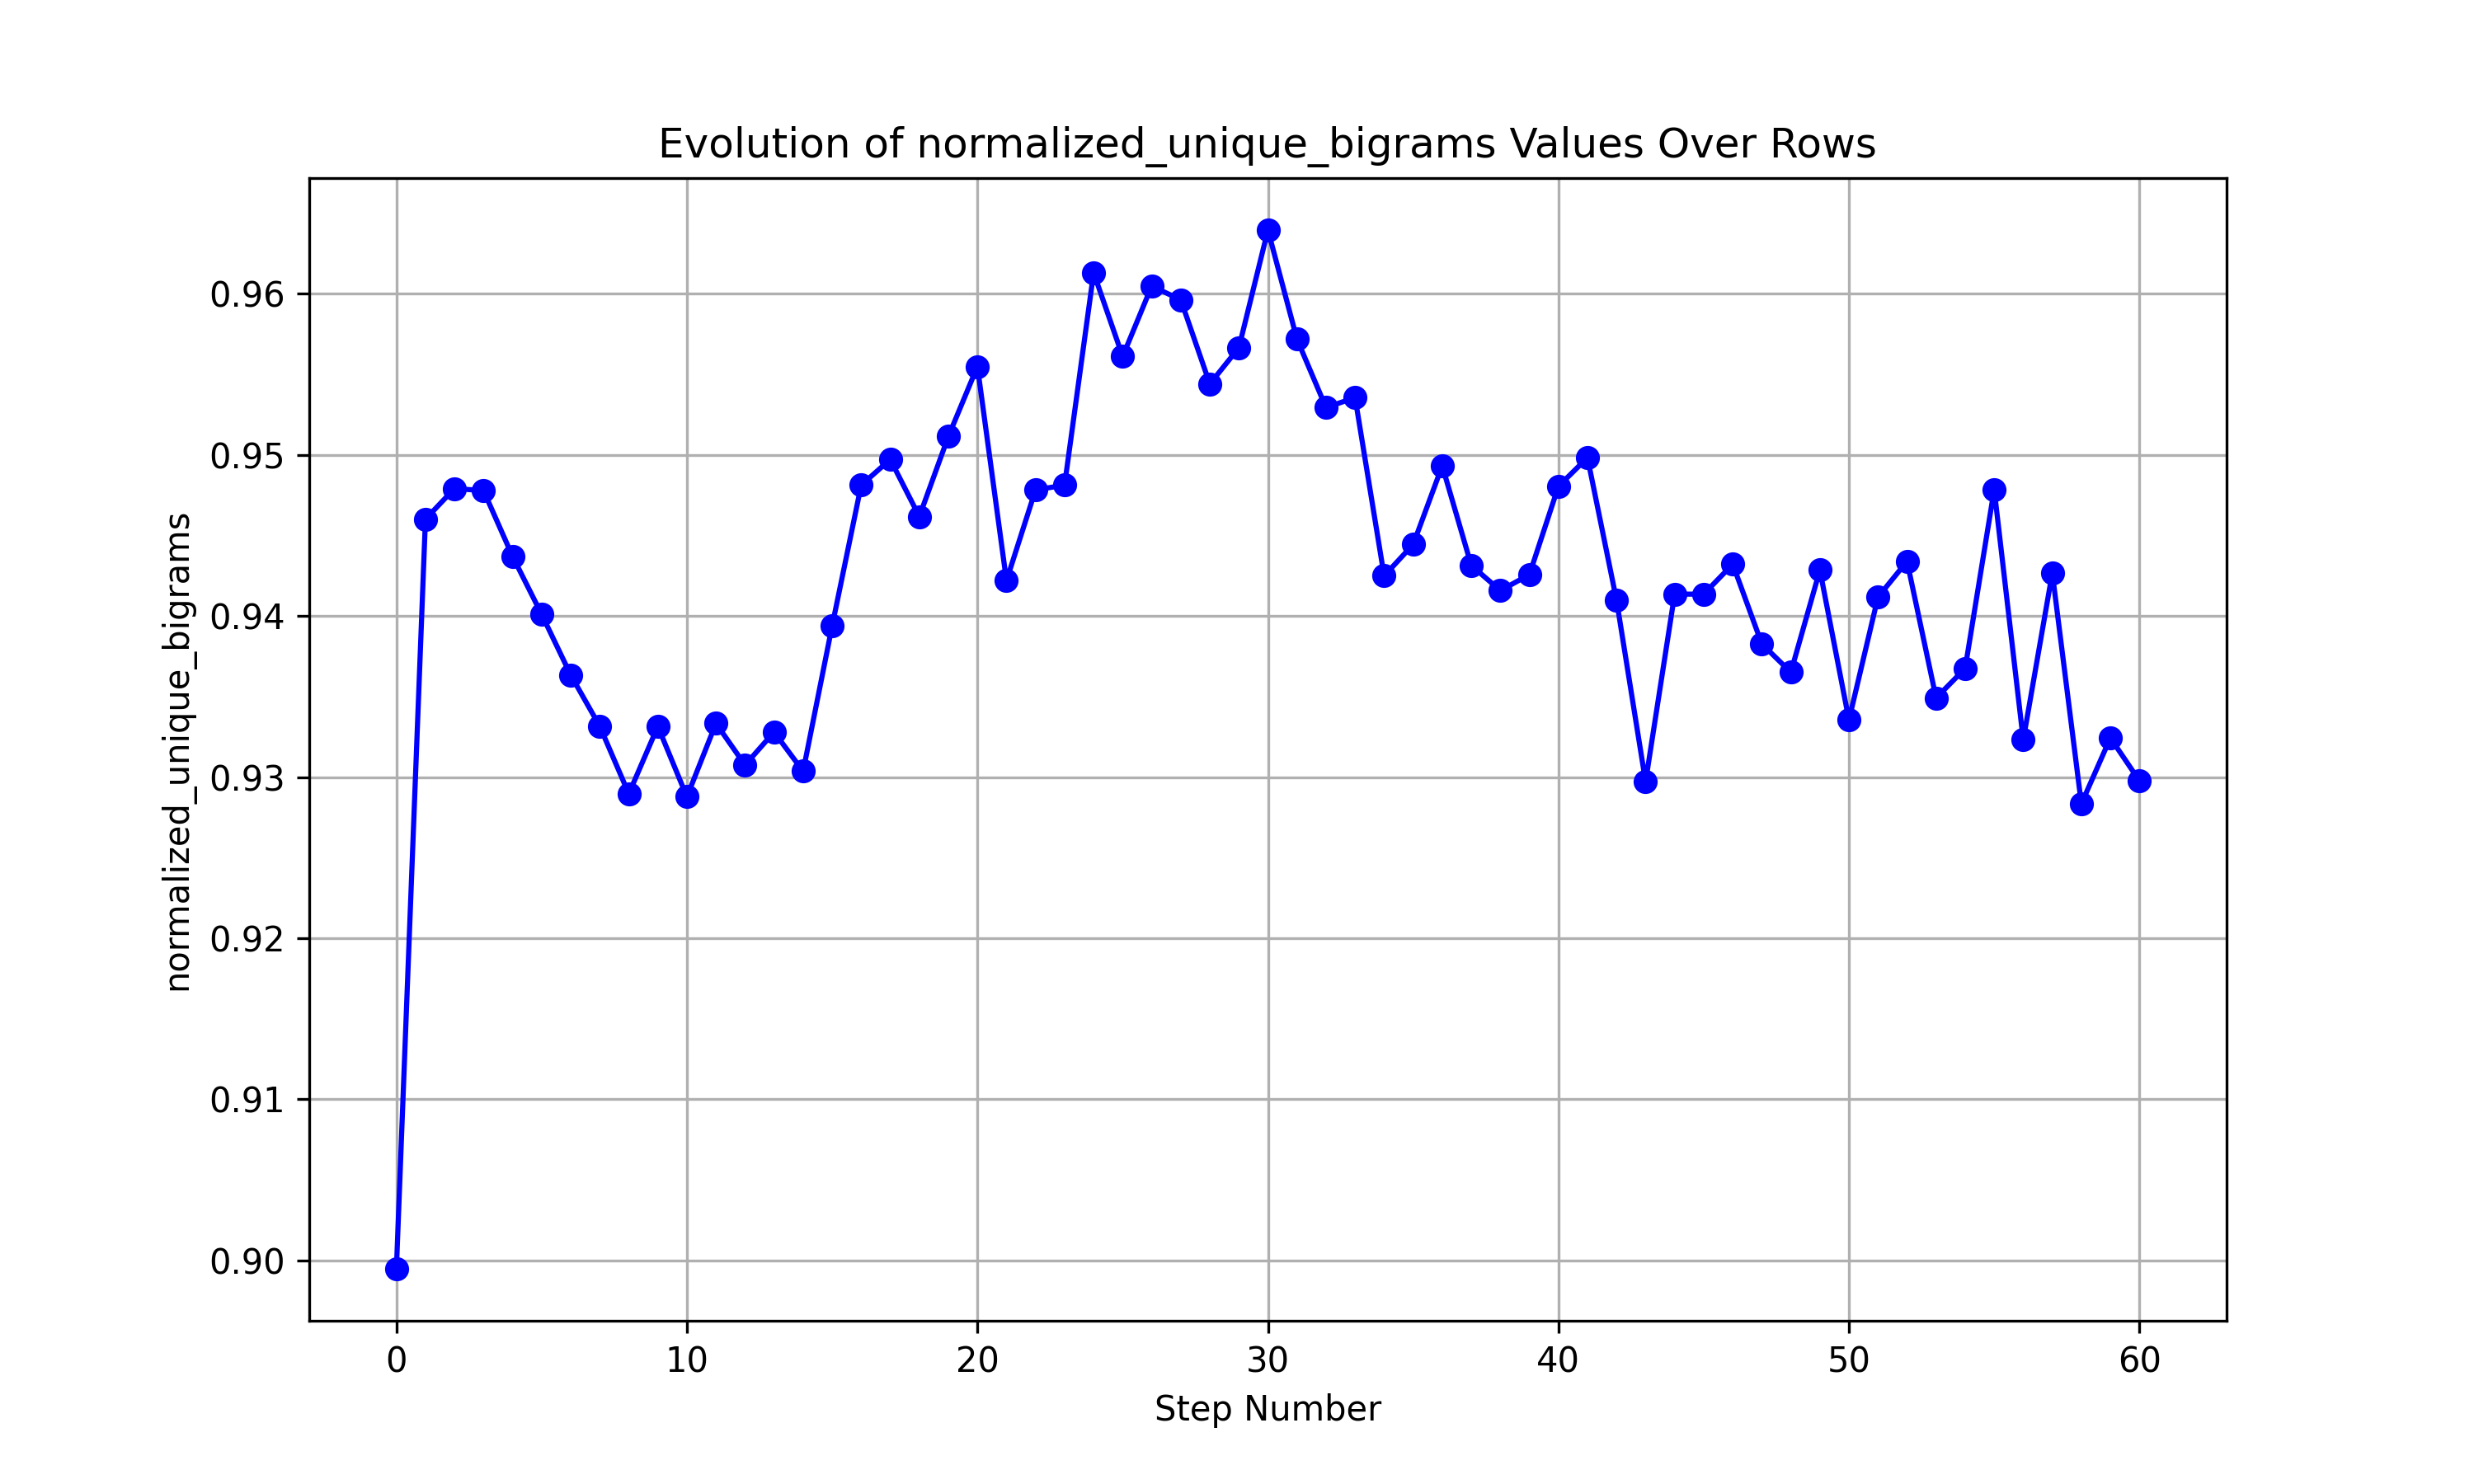 Evolution of normalized_unique_bigrams Values Over Rows
normalized_unique_bigrams
0.96
0.95
0.94
0.93
0.92
0.91
0.90
0 10 20 30 40 50 60
Step Number